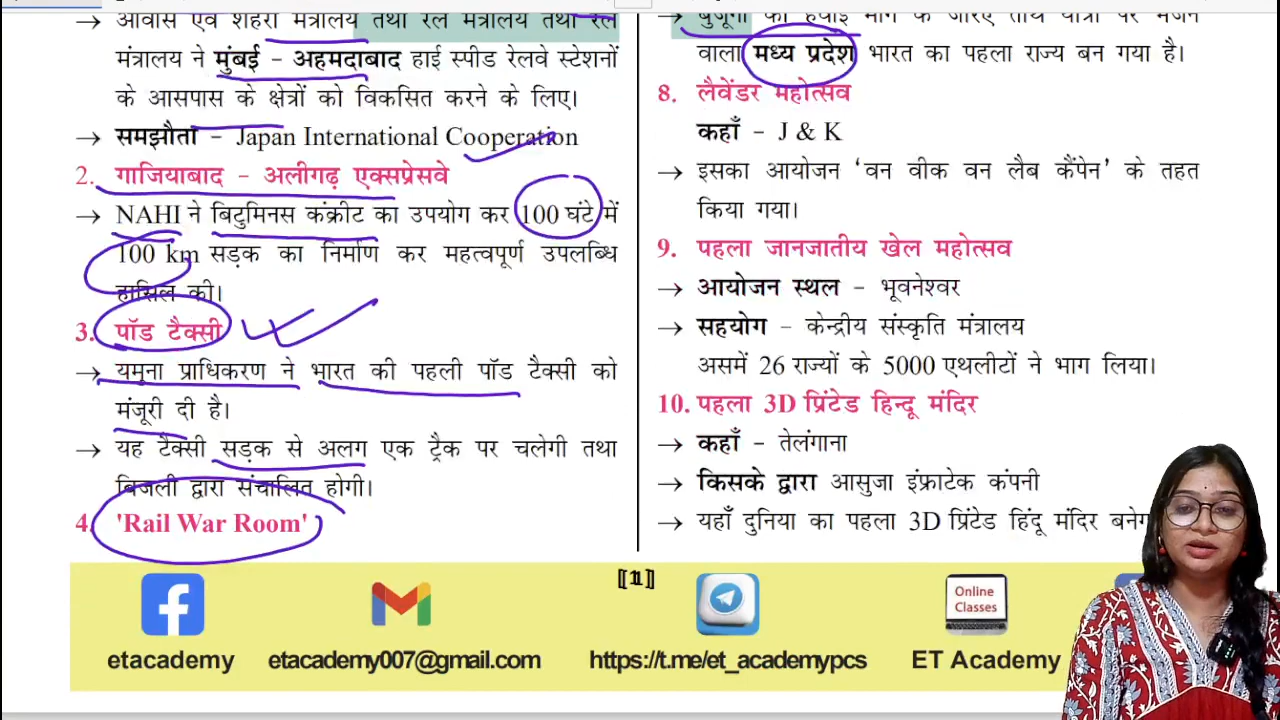 आवास एवं शहरी मंत्रालय तथा रेल मंत्रालय तथा रेल
मंत्रालय ने मुंबई - अहमदाबाद हाई स्पीड रेलवे स्टेशनों
के आसपास के क्षेत्रों को विकसित करने के लिए।
→ समझौता - Japan International Cooperation
2. गाजियाबाद - अलीगढ़ एक्सप्रेसवे
→ NAHI ने बिटुमिनस कंक्रीट का उपयोग कर 100 घंटे में
100 km सड़क का निर्माण कर महत्वपूर्ण उपलब्धि
हासिल की।
3. पॉड टैक्सी
→ यमुना प्राधिकरण ने भारत की पहली पॉड टैक्सी को
मंजूरी दी है।
→ यह टैक्सी सड़क से अलग एक ट्रैक पर चलेगी तथा
बिजली द्वारा संचालित होगी।
4. 'Rail War Room'
→ बुजुर्गों को हवाई मार्ग के जरिए तीर्थ यात्रा पर भेजने
वाला मध्य प्रदेश भारत का पहला राज्य बन गया है।
8. लैवेंडर महोत्सव
कहाँ - J & K
→ इसका आयोजन ‘वन वीक वन लैब कैंपेन’ के तहत
किया गया।
9. पहला जानजातीय खेल महोत्सव
→ आयोजन स्थल - भूवनेश्वर
→ सहयोग - केन्द्रीय संस्कृति मंत्रालय
असमें 26 राज्यों के 5000 एथलीटों ने भाग लिया।
10. पहला 3D प्रिंटेड हिन्दू मंदिर
→ कहाँ - तेलंगाना
→ किसके द्वारा आसुजा इंफ्राटेक कंपनी
→ यहाँ दुनिया का पहला 3D प्रिंटेड हिंदू मंदिर
[1]
Online
Classes
etacademy
etacademy007@gmail.com
https://t.me/et_academypcs
ET Academy